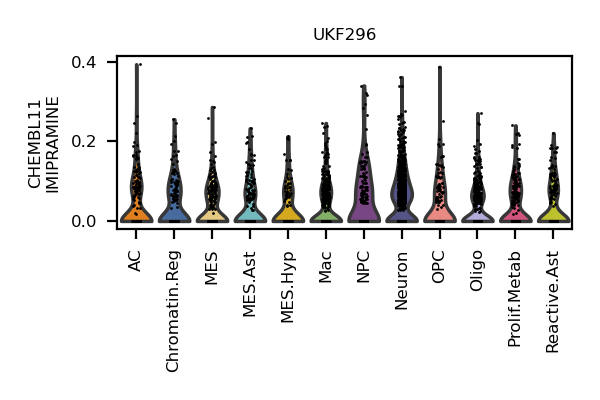 UKF296
CHEMBL11
IMIPRAMINE
0.4
0.2
0.0
AC
Chromatin.Reg
MES
MES.Ast
MES.Hyp
Mac
NPC
Neuron
OPC
Oligo
Prolif.Metab
Reactive.Ast